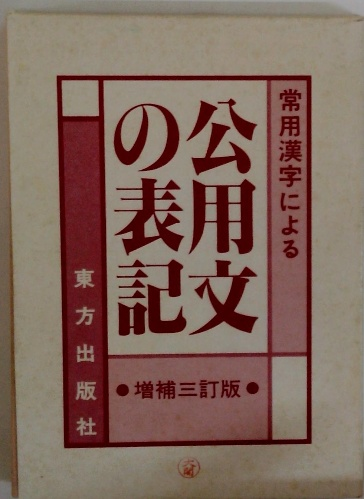 常用漢字による
公用文
の表記
●増補三訂版●
東方出版社